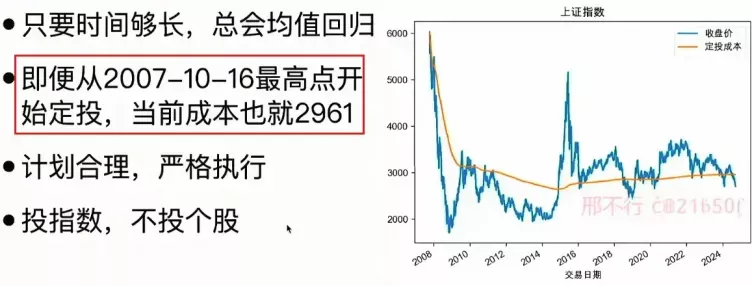 只要时间够长，总会均值回归
即便从2007-10-16最高点开
始定投，当前成本也就2961
计划合理，严格执行
投指数，不投个股
上证指数
收盘价
定投成本
6000
5000
4000
3000
2000
2008
2010
2012
2014
2016
2018
2020
2022
2024
交易日期
邢不行